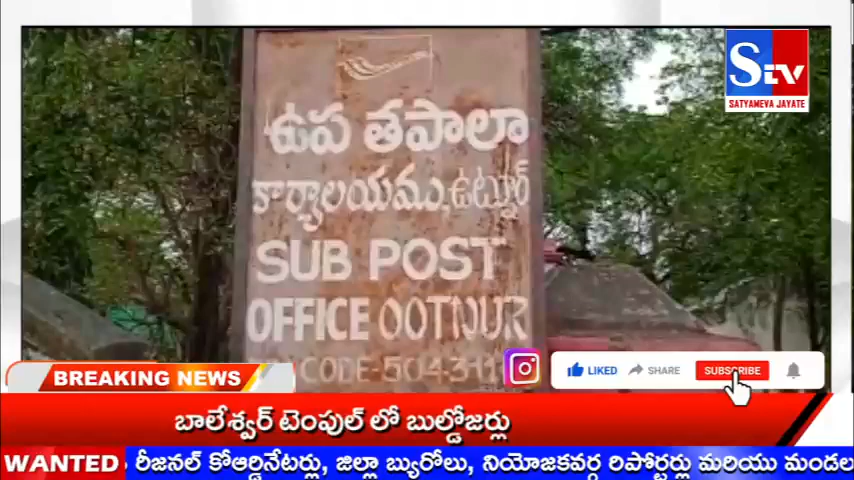 STV
SATYAMEVA JAYATE
ఉప తపాలా
కార్యాలయము,ఉట్నూర్
SUB POST
OFFICE OOTNUR
CODE-504311
LIKED SHARE SUBSCRIBE
BREAKING NEWS
బాలేశ్వర్ టెంపుల్ లో బుల్డోజర్లు
WANTED రీజనల్ కోఆర్డినేటర్లు, జిల్లా బ్యురోలు, నియోజకవర్గ రిపోర్టర్లు మరియు మండల